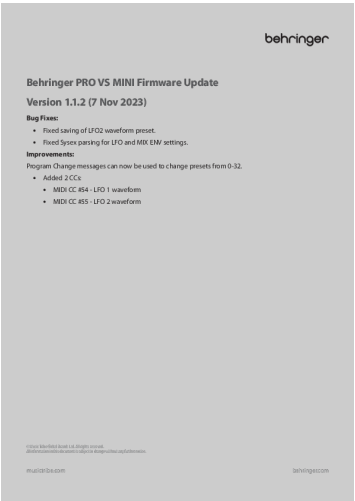 behringer
Behringer PRO VS MINI Firmware Update
Version 1.1.2 (7 Nov 2023)
Bug Fixes:
• Fixed saving of LFO2 waveform preset.
• Fixed Sysex parsing for LFO and MIX ENV settings.
Improvements:
Program Change messages can now be used to change presets from 0-32.
• Added 2 CCs:
• MIDI CC #54 - LFO 1 waveform
• MIDI CC #55 - LFO 2 waveform
musictribe.com
behringer.com